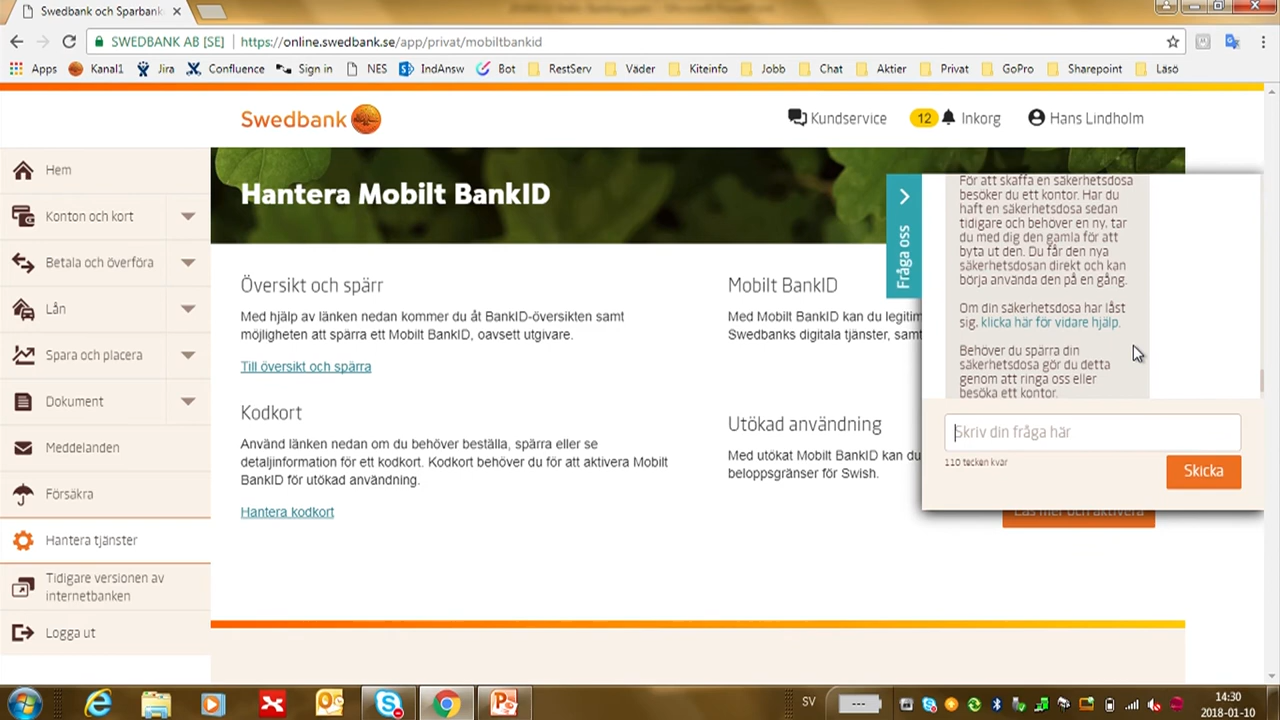 Swedbank och Sparbank
SWEDBANK AB [SE] https://online.swedbank.se/app/privat/mobiltbankid
Apps Kanal1 Jira Confluence Sign in NES IndAnsw Bot RestServ Väder Kiteinfo Jobb Chat Aktier Privat GoPro Sharepoint Läsö
Swedbank
Kundservice 12 Inkorg Hans Lindholm
Hem
Konton och kort
Betala och överföra
Lån
Spara och placera
Dokument
Meddelanden
Försäkra
Hantera tjänster
Tidigare versionen av
internetbanken
Logga ut
Hantera Mobilt BankID
Översikt och spärr
Med hjälp av länken nedan kommer du åt BankID-översikten samt
möjligheten att spärra ett Mobilt BankID, oavsett utgivare.
Till översikt och spärra
Kodkort
Använd länken nedan om du behöver beställa, spärra eller se
detaljinformation för ett kodkort. Kodkort behöver du för att aktivera Mobilt
BankID för utökad användning.
Hantera kodkort
Mobilt BankID
Med Mobilt BankID kan du legitim
Swedbanks digitala tjänster, samt
Utökad användning
Med utökat Mobilt BankID kan du
beloppsgränser för Swish.
Läs mer och aktivera
Fråga oss
För att skaffa en säkerhetsdosa
besöker du ett kontor. Har du
haft en säkerhetsdosa sedan
tidigare och behöver en ny, tar
du med dig den gamla för att
byta ut den. Du får den nya
säkerhetsdosan direkt och kan
börja använda den på en gång.
Om din säkerhetsdosa har låst
sig, klicka här för vidare hjälp.
Behöver du spärra din
säkerhetsdosa gör du detta
genom att ringa oss eller
besöka ett kontor.
Skriv din fråga här
110 tecken kvar
Skicka
SV
14:30
2018-01-10